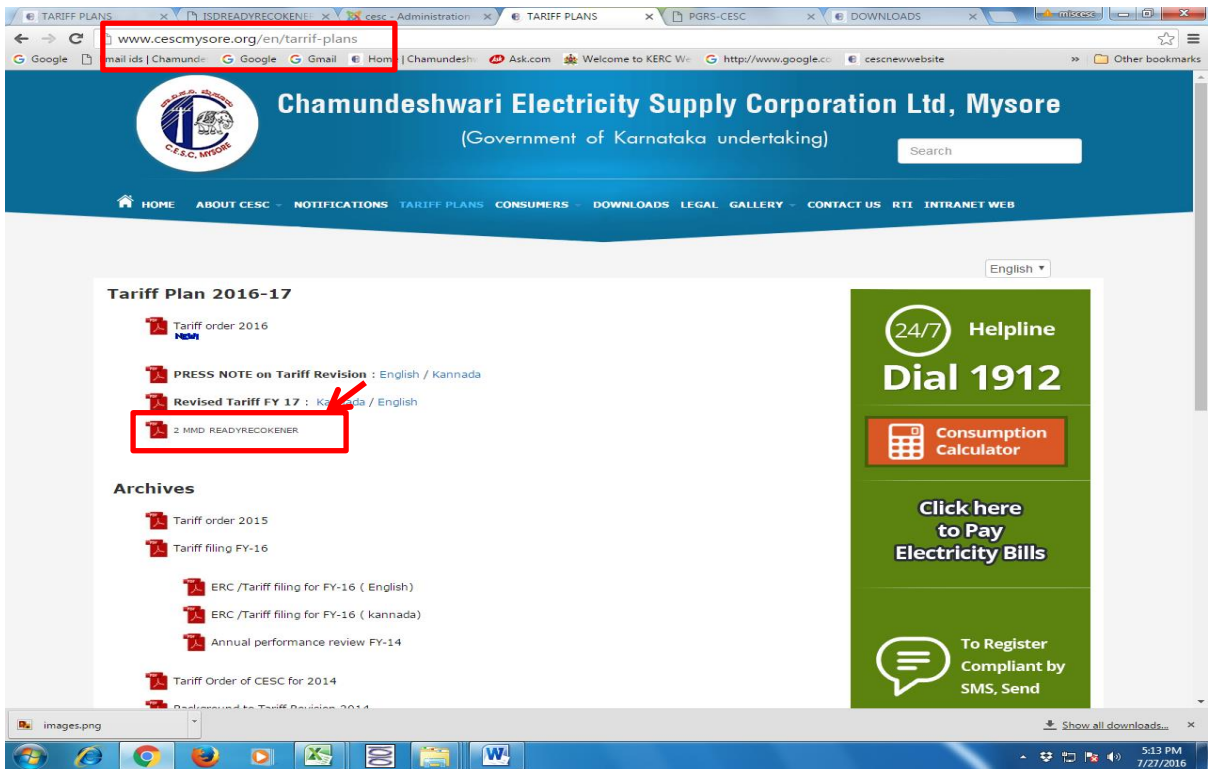 TARIFF PLANS
ISDREADYRECOKENE
cesc - Administration
TARIFF PLANS
PGRS-CESC
DOWNLOADS
miscesc
www.cescmysore.org/en/tarrif-plans
Google
mail ids | Chamunde
Google
Gmail
Home | Chamundesh
Ask.com
Welcome to KERC We
http://www.google.co
cescnewwebsite
»
Other bookmarks
Chamundeshwari Electricity Supply Corporation Ltd, Mysore
(Government of Karnataka undertaking)
C.E.S.C, MYSORE
Search
HOME ABOUT CESC NOTIFICATIONS TARIFF PLANS CONSUMERS DOWNLOADS LEGAL GALLERY CONTACT US RTI INTRANET WEB
English
Tariff Plan 2016-17
Tariff order 2016
NEW!
PRESS NOTE on Tariff Revision : English / Kannada
Revised Tariff FY 17 : Kannada / English
2 MMD READYRECOKENER
Archives
Tariff order 2015
Tariff filing FY-16
ERC /Tariff filing for FY-16 ( English)
ERC /Tariff filing for FY-16 ( kannada)
Annual performance review FY-14
Tariff Order of CESC for 2014
Background to Tariff Revision 2014
24/7 Helpline
Dial 1912
Consumption
Calculator
Click here
to Pay
Electricity Bills
To Register
Compliant by
SMS, Send
images.png
Show all downloads...
5:13 PM
7/27/2016